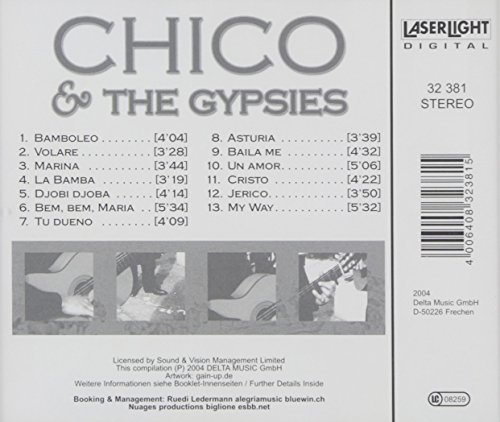 CHICO
& THE GYPSIES
LASERLIGHT
DIGITAL
32 381
STEREO
1. BAMBOLEO ........ [4'04]
2. VOLARE .......... [3'28]
3. MARINA .......... [3'44]
4. LA BAMBA ........ [3'19]
5. DJOBI DJOBA ...... [4'14]
6. BEM, BEM, MARIA .. [5'34]
7. TU DUENO ........ [4'09]
8. ASTURIA .......... [3'39]
9. BAILA ME ......... [4'32]
10. UN AMOR. ........ [5'06]
11. CRISTO .......... [4'22]
12. JERICO. .......... [3'50]
13. MY WAY. ......... [5'32]
4 006408 323815
2004
Delta Music GmbH
D-50226 Frechen
Licensed by Sound & Vision Management Limited
This compilation (P) 2004 DELTA MUSIC GmbH
Artwork: gain-up.de
Weitere Informationen siehe Booklet-Innenseiten / Further Details Inside
Booking & Management: Ruedi Ledermann alegriamusic bluewin.ch
Nuages productions biglione esbb.net
LC 08259